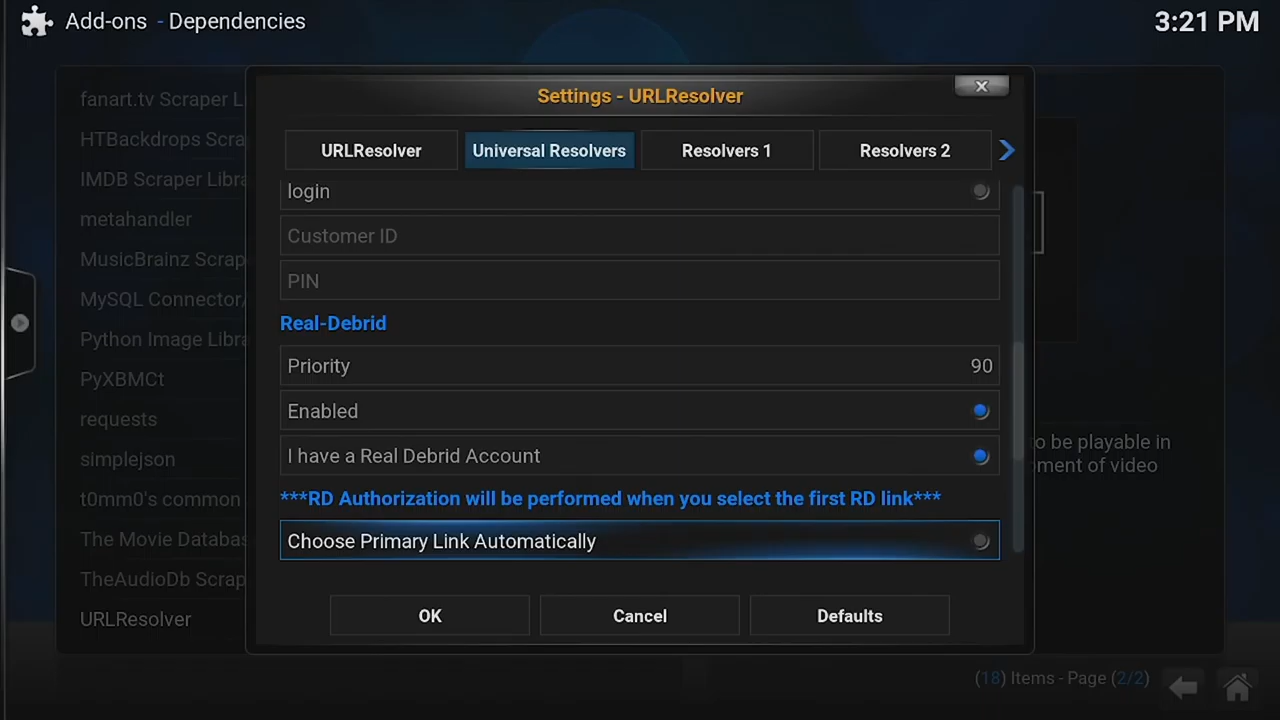 Add-ons - Dependencies
3:21 PM
fanart.tv Scraper L
HTBackdrops Scra
IMDB Scraper Libra
metahandler
MusicBrainz Scrap
MySQL Connector/
Python Image Libra
PyXBMCt
requests
simplejson
t0mm0's common
The Movie Databas
TheAudioDb Scrap
URLResolver
Settings - URLResolver
URLResolver
Universal Resolvers
Resolvers 1
Resolvers 2
login
Customer ID
PIN
Real-Debrid
Priority 90
Enabled
I have a Real Debrid Account
***RD Authorization will be performed when you select the first RD link***
Choose Primary Link Automatically
OK
Cancel
Defaults
o be playable in
oment of video
(18) Items - Page (2/2)